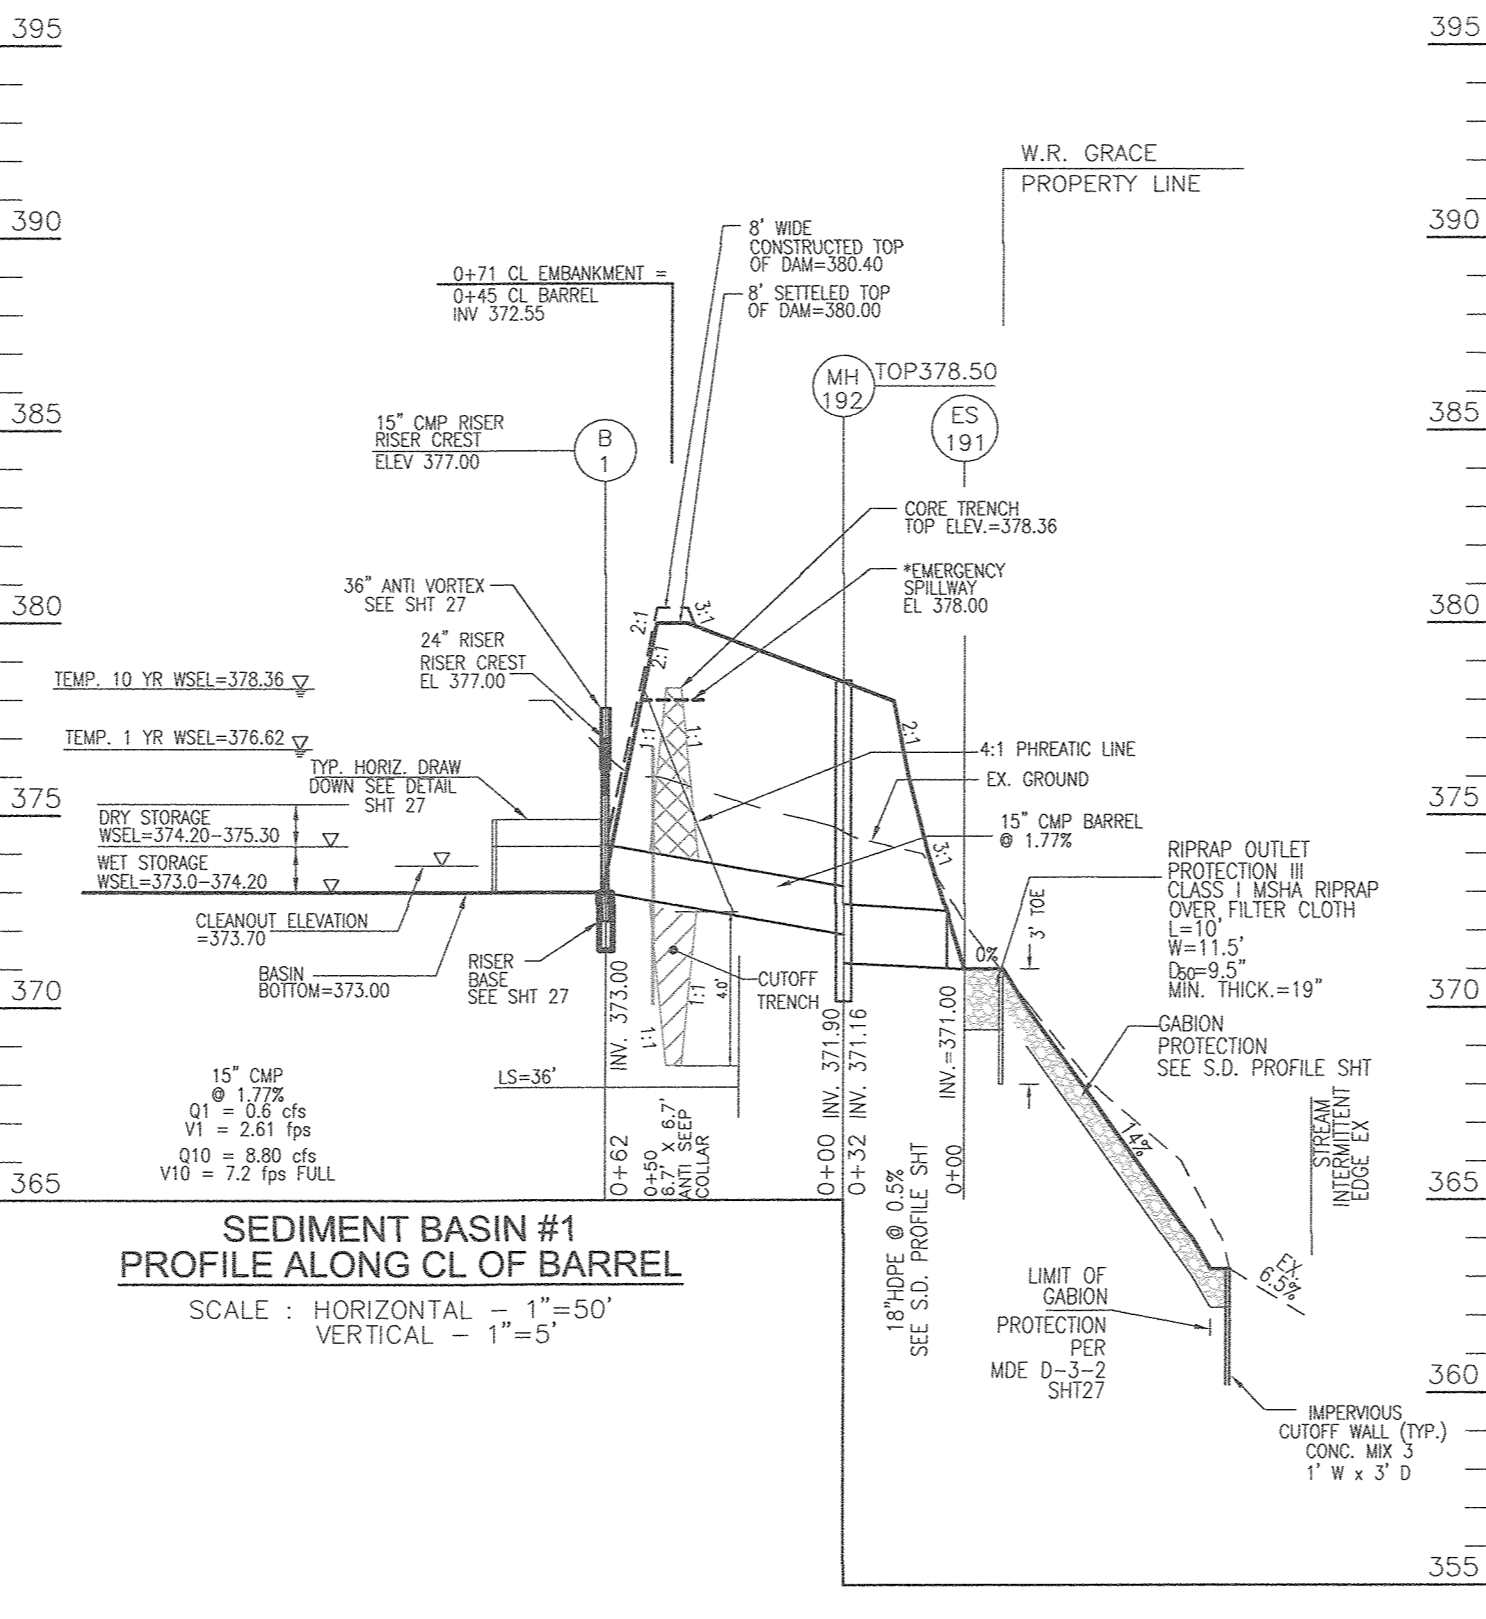 395
395
W.R. GRACE
PROPERTY LINE
390
390
8' WIDE
CONSTRUCTED TOP
OF DAM=380.40
0+71 CL EMBANKMENT =
0+45 CL BARREL
INV 372.55
8' SETTELED TOP
OF DAM=380.00
MH
192
TOP378.50
385
385
15" CMP RISER
RISER CREST
ELEV 377.00
B
1
ES
191
CORE TRENCH
TOP ELEV.=378.36
36" ANTI VORTEX
SEE SHT 27
*EMERGENCY
SPILLWAY
EL 378.00
380
380
2:1
3:1
2:1
24" RISER
RISER CREST
EL 377.00
TEMP. 10 YR WSEL=378.36
TEMP. 1 YR WSEL=376.62
1:1
1:1
2:1
4:1 PHREATIC LINE
TYP. HORIZ. DRAW
DOWN SEE DETAIL
SHT 27
EX. GROUND
375
375
DRY STORAGE
WSEL=374.20-375.30
15" CMP BARREL
@ 1.77%
3:1
WET STORAGE
WSEL=373.0-374.20
RIPRAP OUTLET
PROTECTION III
CLASS I MSHA RIPRAP
OVER FILTER CLOTH
L=10'
W=11.5'
D50=9.5"
MIN. THICK.=19"
CLEANOUT ELEVATION
=373.70
3' TOE
0%
BASIN
BOTTOM=373.00
RISER
BASE
SEE SHT 27
CUTOFF
TRENCH
1:1
4.0'
1:1
370
370
INV. 373.00
INV. 371.90
INV. 371.16
INV.=371.00
GABION
PROTECTION
SEE S.D. PROFILE SHT
LS=36'
15" CMP
@ 1.77%
Q1 = 0.6 cfs
V1 = 2.61 fps
Q10 = 8.80 cfs
V10 = 7.2 fps FULL
14%
STREAM
INTERMITTENT
EDGE EX
0+62
0+50
6.7' X 6.7'
ANTI SEEP
COLLAR
0+00
0+32
18"HDPE @ 0.5%
SEE S.D. PROFILE SHT
0+00
365
365
SEDIMENT BASIN #1
PROFILE ALONG CL OF BARREL
SCALE : HORIZONTAL - 1"=50'
VERTICAL - 1"=5'
EX.
6.5%
LIMIT OF
GABION
PROTECTION
PER
MDE D-3-2
SHT27
360
IMPERVIOUS
CUTOFF WALL (TYP.)
CONC. MIX 3
1' W x 3' D
355